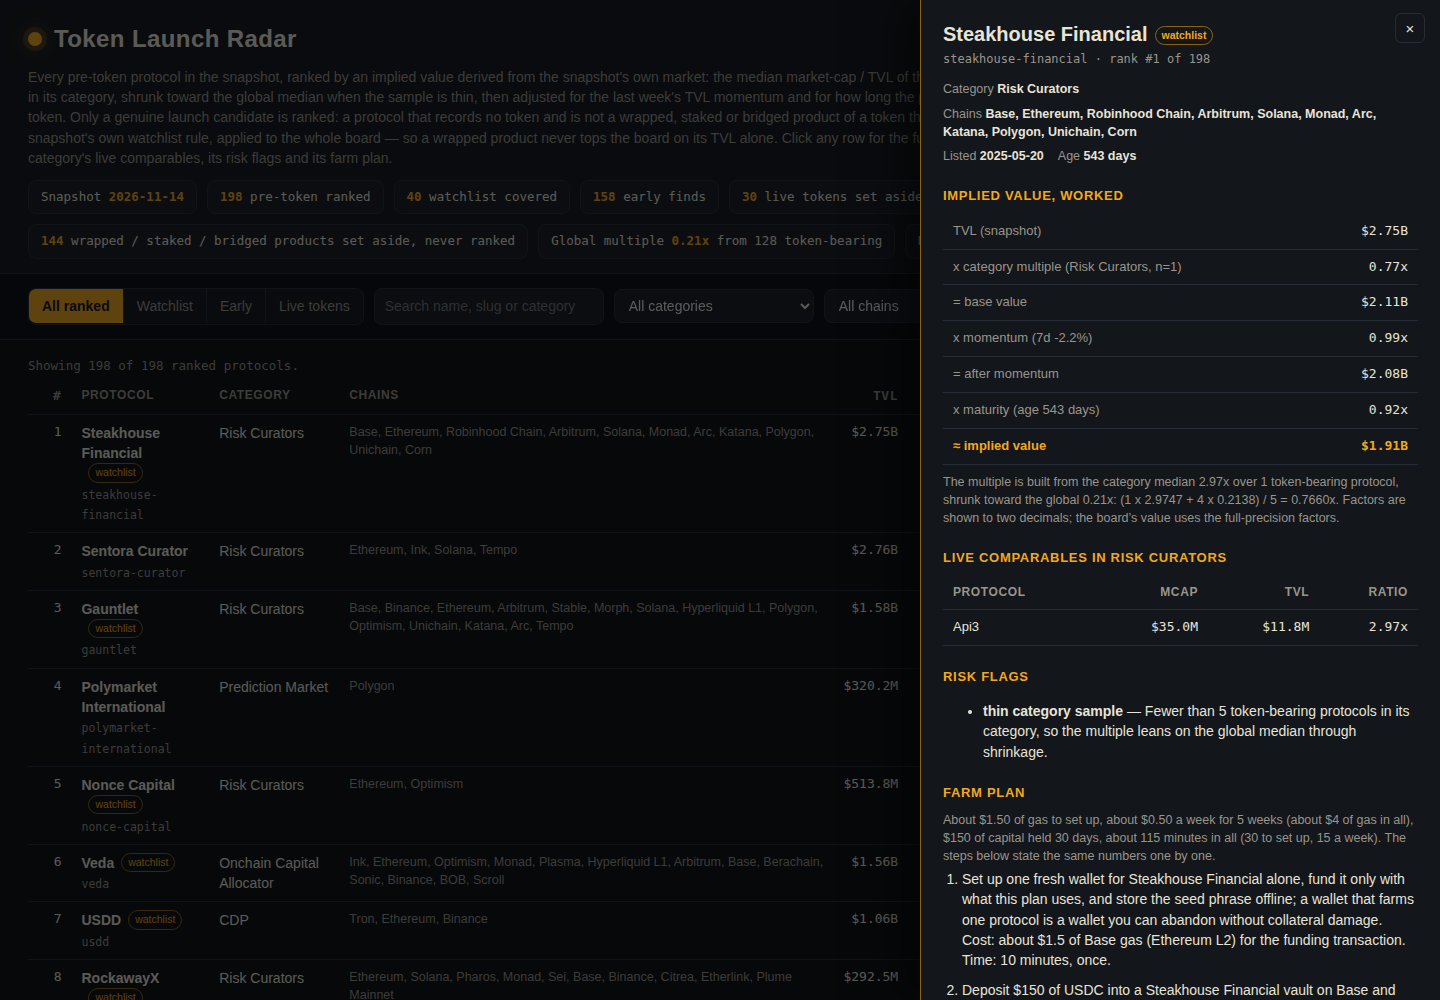 Token Launch Radar
Every pre-token protocol in the snapshot, ranked by an implied value derived from the snapshot's own market: the median market-cap / TVL of
in its category, shrunk toward the global median when the sample is thin, then adjusted for the last week's TVL momentum and for how long the
token. Only a genuine launch candidate is ranked: a protocol that records no token and is not a wrapped, staked or bridged product of a token
snapshot's own watchlist rule, applied to the whole board — so a wrapped product never tops the board on its TVL alone. Click any row for the
category's live comparables, its risk flags and its farm plan.
Snapshot 2026-11-14
198 pre-token ranked
40 watchlist covered
158 early finds
30 live tokens set aside
144 wrapped / staked / bridged products set aside, never ranked
Global multiple 0.21x from 128 token-bearing
All ranked
Watchlist
Early
Live tokens
Search name, slug or category
All categories
All chains
Showing 198 of 198 ranked protocols.
# PROTOCOL CATEGORY CHAINS TVL
1 Steakhouse Risk Curators Base, Ethereum, Robinhood Chain, Arbitrum, Solana, Monad, Arc, Katana, Polygon, $2.75B
Financial Unichain, Corn
watchlist
steakhouse-
financial
2 Sentora Curator Risk Curators Ethereum, Ink, Solana, Tempo $2.76B
sentora-curator
3 Gauntlet Risk Curators Base, Binance, Ethereum, Arbitrum, Stable, Morph, Solana, Hyperliquid L1, Polygon, $1.58B
watchlist Optimism, Unichain, Katana, Arc, Tempo
gauntlet
4 Polymarket Prediction Market Polygon $320.2M
International
polymarket-
international
5 Nonce Capital Risk Curators Ethereum, Optimism $513.8M
watchlist
nonce-capital
6 Veda watchlist Onchain Capital Ink, Ethereum, Optimism, Monad, Plasma, Hyperliquid L1, Arbitrum, Base, Berachain, $1.56B
veda Allocator Sonic, Binance, BOB, Scroll
7 USDD watchlist CDP Tron, Ethereum, Binance $1.06B
usdd
8 RockawayX Risk Curators Ethereum, Solana, Pharos, Monad, Sei, Base, Binance, Citrea, Etherlink, Plume $292.5M
watchlist Mainnet
Steakhouse Financial watchlist
×
steakhouse-financial · rank #1 of 198
Category Risk Curators
Chains Base, Ethereum, Robinhood Chain, Arbitrum, Solana, Monad, Arc,
Katana, Polygon, Unichain, Corn
Listed 2025-05-20 Age 543 days
IMPLIED VALUE, WORKED
TVL (snapshot) $2.75B
x category multiple (Risk Curators, n=1) 0.77x
= base value $2.11B
x momentum (7d -2.2%) 0.99x
= after momentum $2.08B
x maturity (age 543 days) 0.92x
≈ implied value $1.91B
The multiple is built from the category median 2.97x over 1 token-bearing protocol,
shrunk toward the global 0.21x: (1 x 2.9747 + 4 x 0.2138) / 5 = 0.7660x. Factors are
shown to two decimals; the board's value uses the full-precision factors.
LIVE COMPARABLES IN RISK CURATORS
PROTOCOL MCAP TVL RATIO
Api3 $35.0M $11.8M 2.97x
RISK FLAGS
• thin category sample — Fewer than 5 token-bearing protocols in its
category, so the multiple leans on the global median through
shrinkage.
FARM PLAN
About $1.50 of gas to set up, about $0.50 a week for 5 weeks (about $4 of gas in all),
$150 of capital held 30 days, about 115 minutes in all (30 to set up, 15 a week). The
steps below state the same numbers one by one.
1. Set up one fresh wallet for Steakhouse Financial alone, fund it only with
what this plan uses, and store the seed phrase offline; a wallet that farms
one protocol is a wallet you can abandon without collateral damage.
Cost: about $1.5 of Base gas (Ethereum L2) for the funding transaction.
Time: 10 minutes, once.
2. Deposit $150 of USDC into a Steakhouse Financial vault on Base and